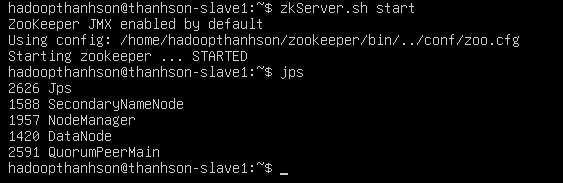 hadoopthanhson@thanhson-slave1:~$ zkServer.sh start
ZooKeeper JMX enabled by default
Using config: /home/hadoopthanhson/zookeeper/bin/../conf/zoo.cfg
Starting zookeeper ... STARTED
hadoopthanhson@thanhson-slave1:~$ jps
2626 Jps
1588 SecondaryNameNode
1957 NodeManager
1420 DataNode
2591 QuorumPeerMain
hadoopthanhson@thanhson-slave1:~$ _